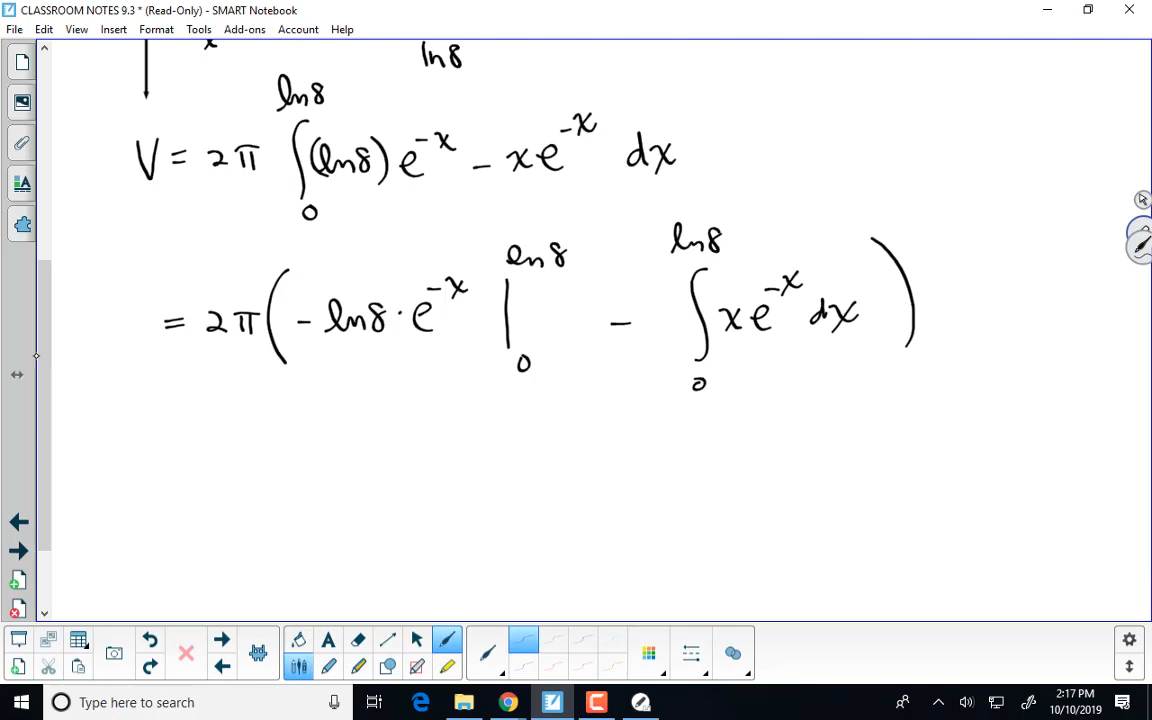 CLASSROOM NOTES 9.3 * (Read-Only) - SMART Notebook
File Edit View Insert Format Tools Add-ons Account Help
x ln8
V = 2π ∫₀^{ln8} (ln8) e^{-x} - xe^{-x} dx
= 2π ( - ln8 · e^{-x} |₀^{ln8} - ∫₀^{ln8} x e^{-x} dx )
Type here to search
2:17 PM
10/10/2019